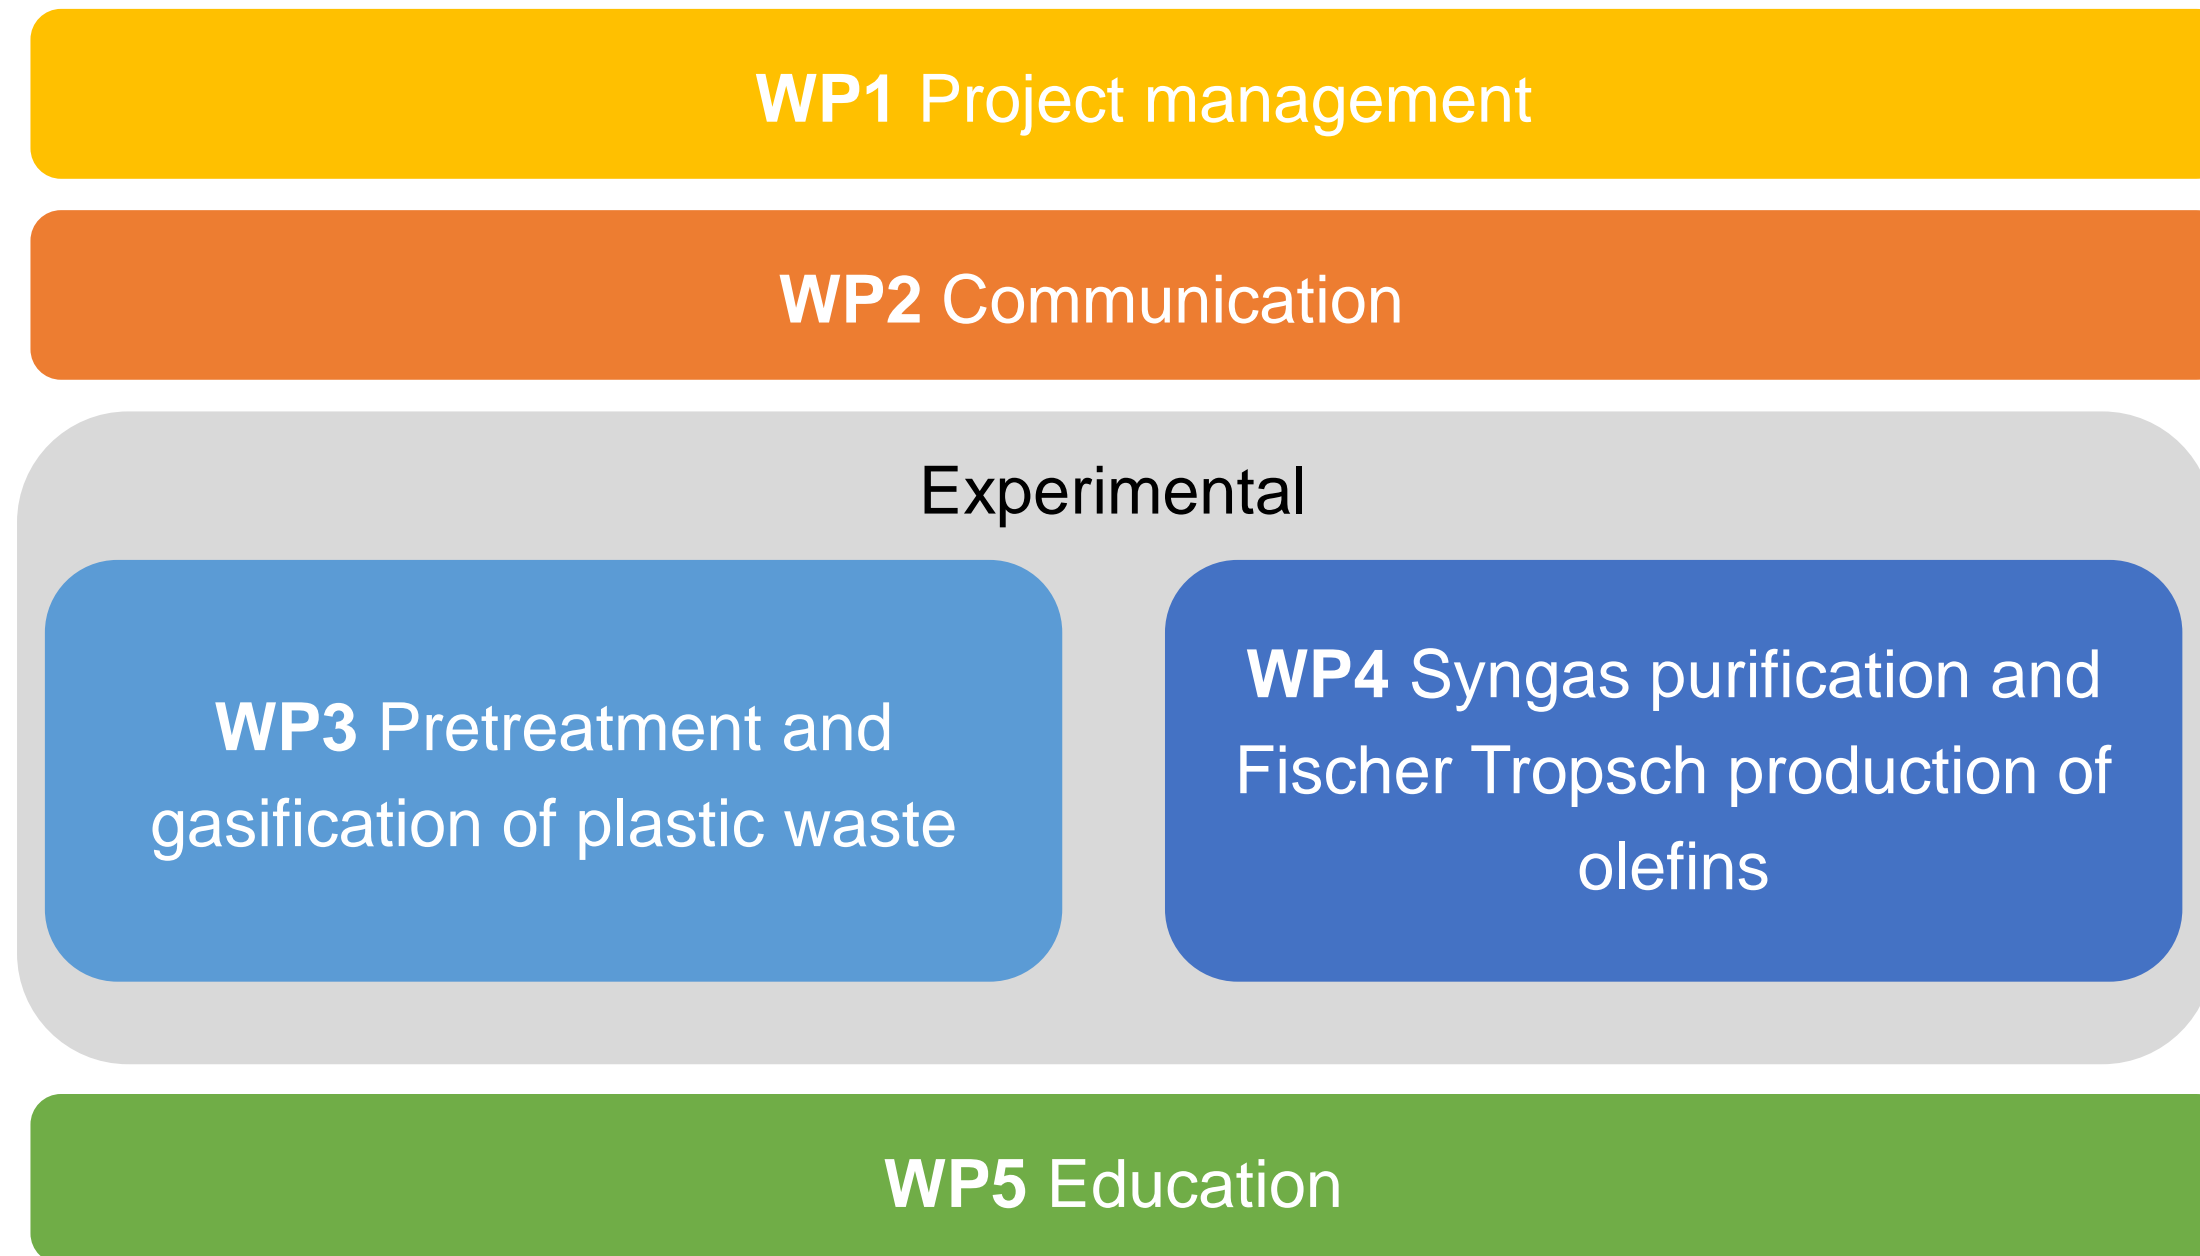 WP1 Project management
WP2 Communication
Experimental
WP3 Pretreatment and
gasification of plastic waste
WP4 Syngas purification and
Fischer Tropsch production of
olefins
WP5 Education